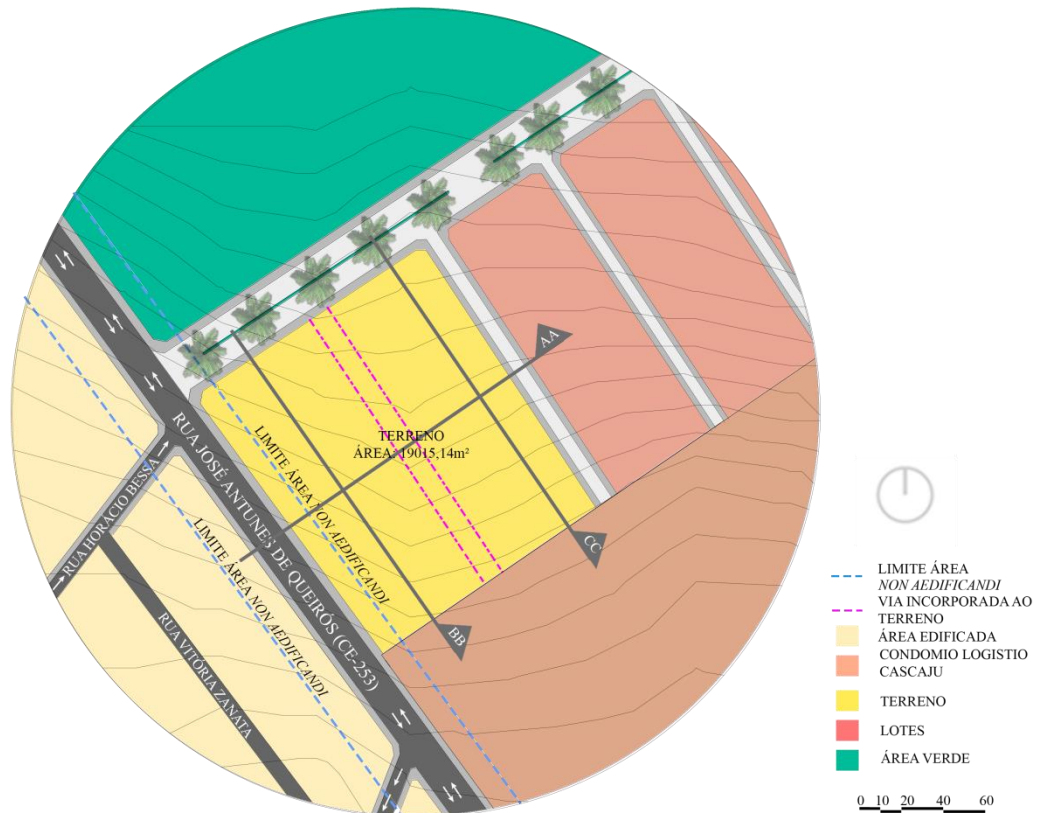 AA
TERRENO
ÁREA: 19015,14m²
LIMITE ÁREA NON AEDIFICANDI
RUA JOSÉ ANTUNES DE QUEIRÓS (CE-253)
LIMITE ÁREA NON AEDIFICANDI
RUA HORÁCIO BESSA
RUA VITÓRIA ZANATA
BB
CC
LIMITE ÁREA
NON AEDIFICANDI
VIA INCORPORADA AO
TERRENO
ÁREA EDIFICADA
CONDOMIO LOGISTIO
CASCAJU
TERRENO
LOTES
ÁREA VERDE
0 10 20 40 60